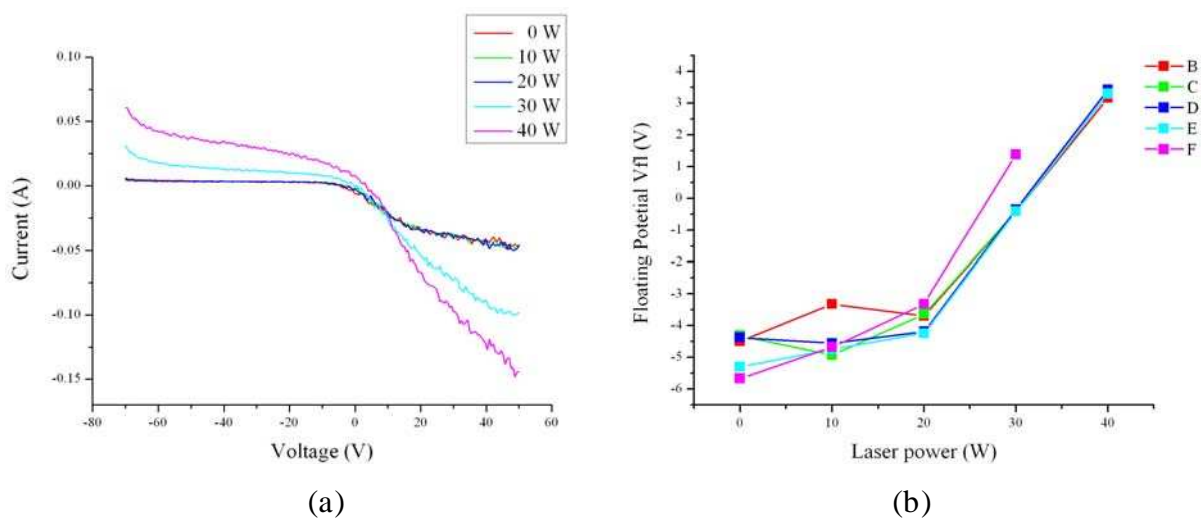 0 W
10 W
20 W
30 W
40 W
0.10
0.05
0.00
-0.05
-0.10
-0.15
Current (A)
-80 -60 -40 -20 0 20 40 60
Voltage (V)
(a)
B
C
D
E
F
4
3
2
1
0
-1
-2
-3
-4
-5
-6
Floating Potetial Vfl (V)
0 10 20 30 40
Laser power (W)
(b)